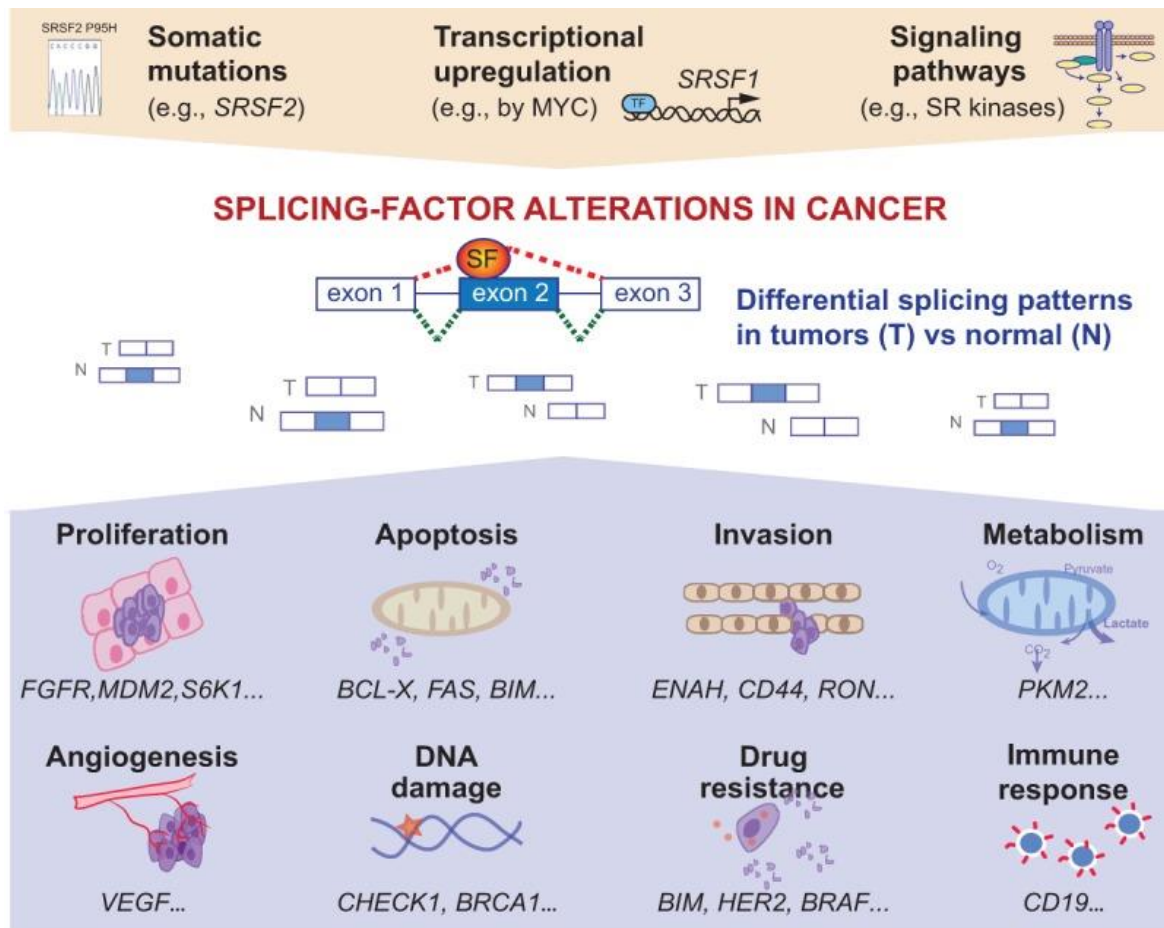 SRSF2 P95H
C A C C C G G
Somatic
mutations
(e.g., SRSF2)
Transcriptional
upregulation
(e.g., by MYC)
TF
SRSF1
Signaling
pathways
(e.g., SR kinases)
SPLICING-FACTOR ALTERATIONS IN CANCER
SF
exon 1
exon 2
exon 3
Differential splicing patterns
in tumors (T) vs normal (N)
T
N
T
N
T
N
T
N
T
N
Proliferation
FGFR,MDM2,S6K1...
Apoptosis
BCL-X, FAS, BIM...
Invasion
ENAH, CD44, RON...
Metabolism
O2
Pyruvate
Lactate
CO2
PKM2...
Angiogenesis
VEGF...
DNA
damage
CHECK1, BRCA1...
Drug
resistance
BIM, HER2, BRAF...
Immune
response
CD19...